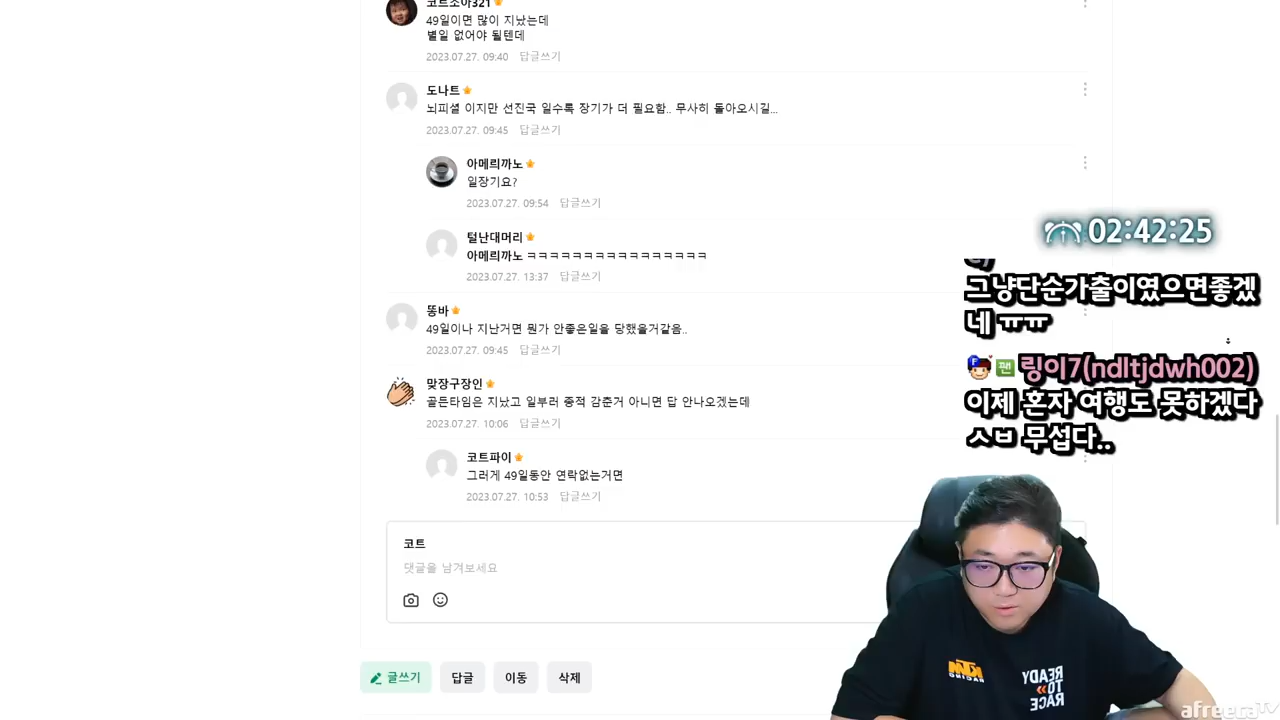 코트조아321
49일이면 많이 지났는데
별일 없어야 될텐데
2023.07.27. 09:40 답글쓰기
도나트
뇌피셜 이지만 선진국 일수록 장기가 더 필요함.. 무사히 돌아오시길...
2023.07.27. 09:45 답글쓰기
아메릐까노
일장기요?
2023.07.27. 09:54 답글쓰기
털난대머리
아메릐까노 ㅋㅋㅋㅋㅋㅋㅋㅋㅋㅋㅋㅋㅋㅋㅋㅋ
2023.07.27. 13:37 답글쓰기
똥바
49일이나 지난거면 뭔가 안좋은일을 당했을거같음..
2023.07.27. 09:45 답글쓰기
맞장구장인
골든타임은 지났고 일부러 종적 감춘거 아니면 답 안나오겠는데
2023.07.27. 10:06 답글쓰기
코트파이
그러게 49일동안 연락없는거면
2023.07.27. 10:53 답글쓰기
코트
댓글을 남겨보세요
글쓰기 답글 이동 삭제
02:42:25
그냥단순가출이였으면좋겠
네 ㅠㅠ
팬 링이7(ndltjdwh002)
이제 혼자 여행도 못하겠다
ㅅㅂ 무섭다..
KTM
RACING
READY
TO
RACE
afreecaTV